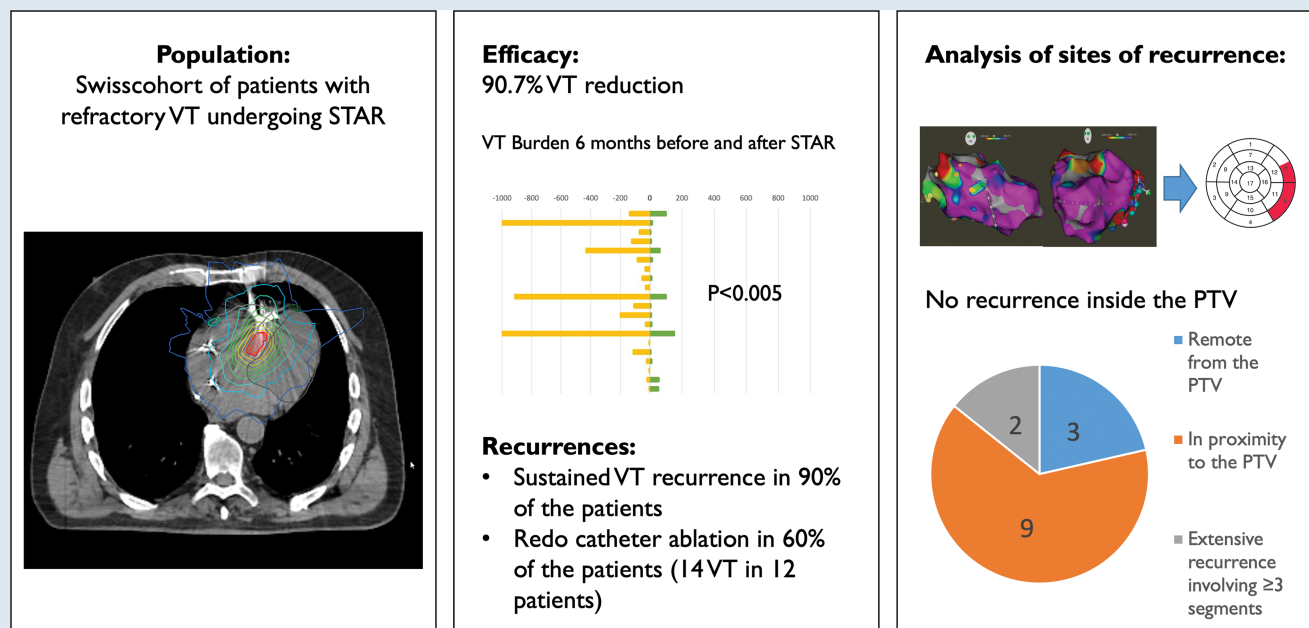 Population:
Swisscohort of patients with
refractory VT undergoing STAR
Efficacy:
90.7% VT reduction
VT Burden 6 months before and after STAR
-1000 -800 -600 -400 -200 0 200 400 600 800 1000
P<0.005
Recurrences:
• Sustained VT recurrence in 90%
of the patients
• Redo catheter ablation in 60%
of the patients (14 VT in 12
patients)
Analysis of sites of recurrence:
1
2 7
8 13 12
14 17 16
3 9 15 11
10
4
No recurrence inside the PTV
2 3
9
Remote
from the
PTV
In proximity
to the PTV
Extensive
recurrence
involving ≥3
segments